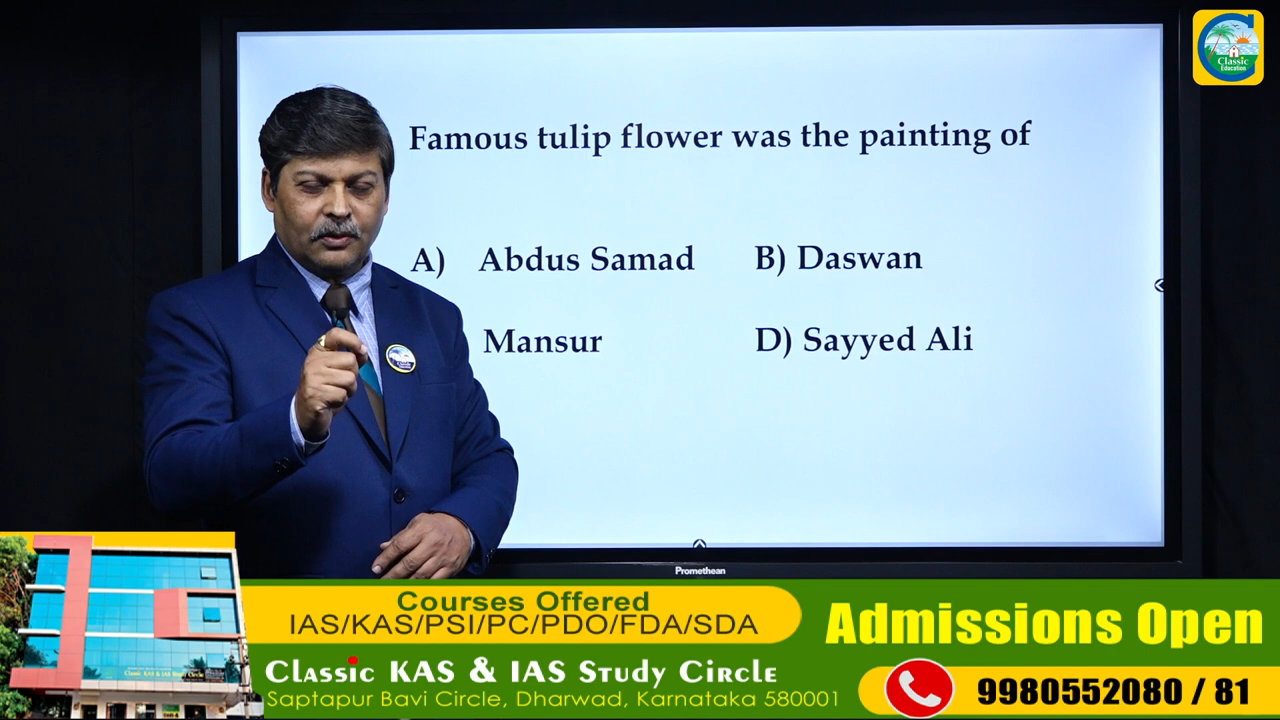 Classic
Education
Famous tulip flower was the painting of
A) Abdus Samad B) Daswan
Mansur D) Sayyed Ali
Promethean
Courses Offered
IAS/KAS/PSI/PC/PDO/FDA/SDA
Classic KAS & IAS Study Circle
Saptapur Bavi Circle, Dharwad, Karnataka 580001
Admissions Open
9980552080 / 81